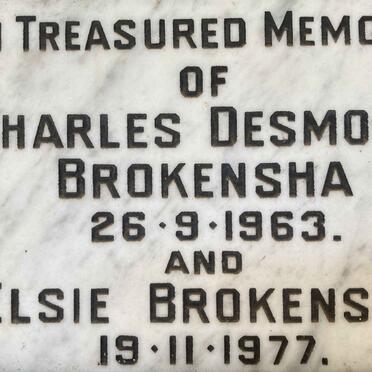 N TREASURED MEMO
OF
HARLES DESMO
BROKENSHA
26·9·1963.
AND
ELSIE BROKENS
19·11·1977.